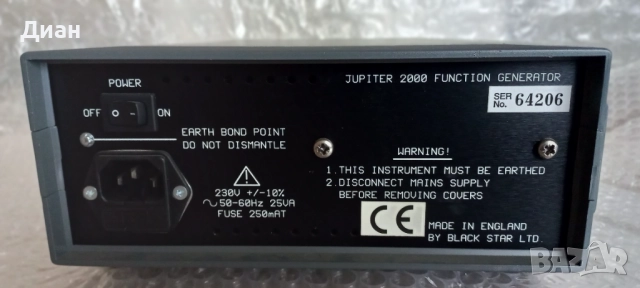 Диан
POWER
OFF
ON
JUPITER 2000 FUNCTION GENERATOR
SER No. 64206
EARTH BOND POINT
DO NOT DISMANTLE
WARNING!
1.THIS INSTRUMENT MUST BE EARTHED
2.DISCONNECT MAINS SUPPLY
BEFORE REMOVING COVERS
230V +/-10%
50-60Hz 25VA
FUSE 250mAT
CE
MADE IN ENGLAND
BY BLACK STAR LTD.
BAZAR